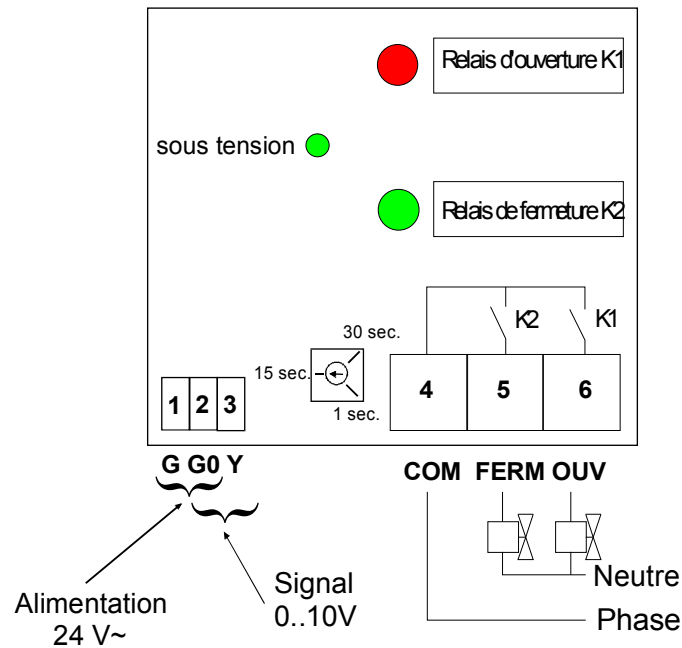 Relais d'ouverture K1
sous tension
Relais de fermeture K2
K2 K1
30 sec.
15 sec.
1 sec.
1 2 3
4 5 6
G G0 Y
COM FERM OUV
Alimentation
24 V~
Signal
0..10V
Neutre
Phase